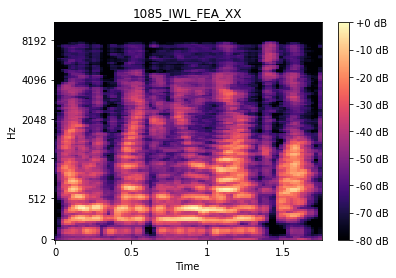 1085_IWL_FEA_XX
+0 dB
8192
-10 dB
4096
-20 dB
-30 dB
2048
-40 dB
Hz
1024
-50 dB
512
-60 dB
-70 dB
0
-80 dB
0 0.5 1 1.5
Time